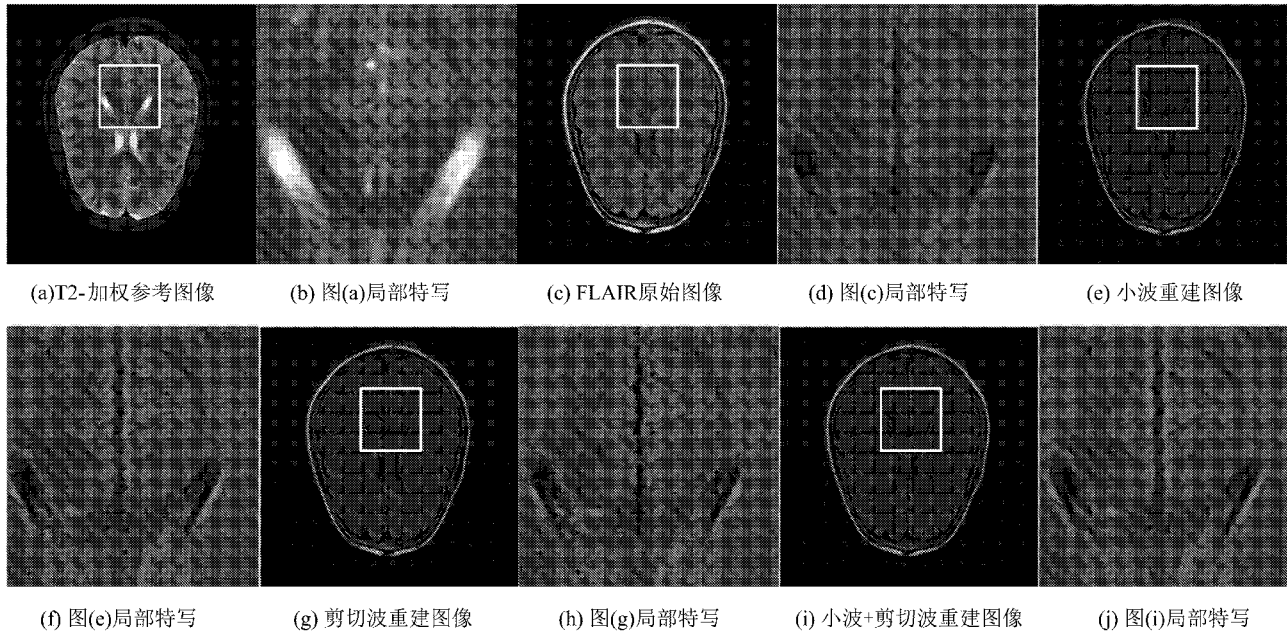 (a)T2-加权参考图像
(b) 图(a)局部特写
(c) FLAIR原始图像
(d) 图(c)局部特写
(e) 小波重建图像
(f) 图(e)局部特写
(g) 剪切波重建图像
(h) 图(g)局部特写
(i) 小波+剪切波重建图像
(j) 图(i)局部特写